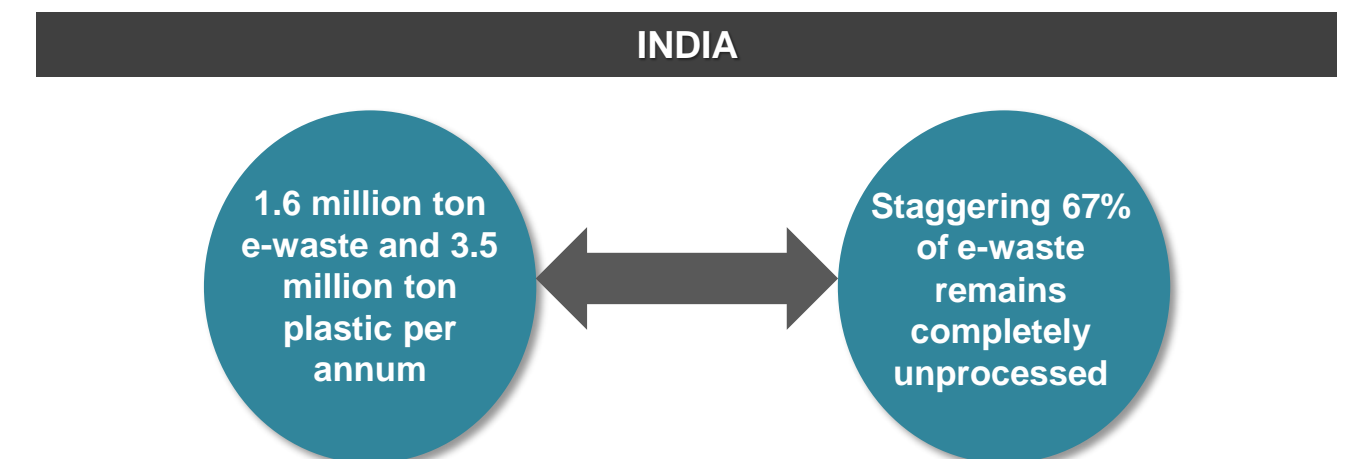 INDIA
1.6 million ton
e-waste and 3.5
million ton
plastic per
annum
Staggering 67%
of e-waste
remains
completely
unprocessed